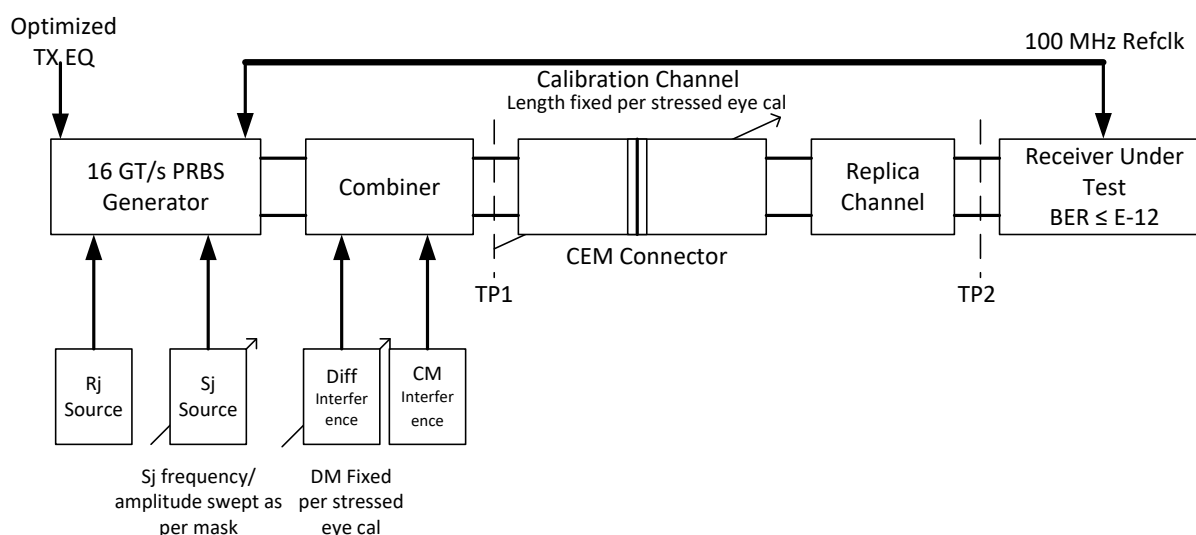 Optimized
TX EQ
100 MHz Refclk
Calibration Channel
Length fixed per stressed eye cal
16 GT/s PRBS
Generator
Combiner
Replica
Channel
Receiver Under
Test
BER ≤ E-12
CEM Connector
TP1
TP2
Rj
Source
Sj
Source
Diff
Interfer
ence
CM
Interfer
ence
Sj frequency/
amplitude swept as
per mask
DM Fixed
per stressed
eye cal